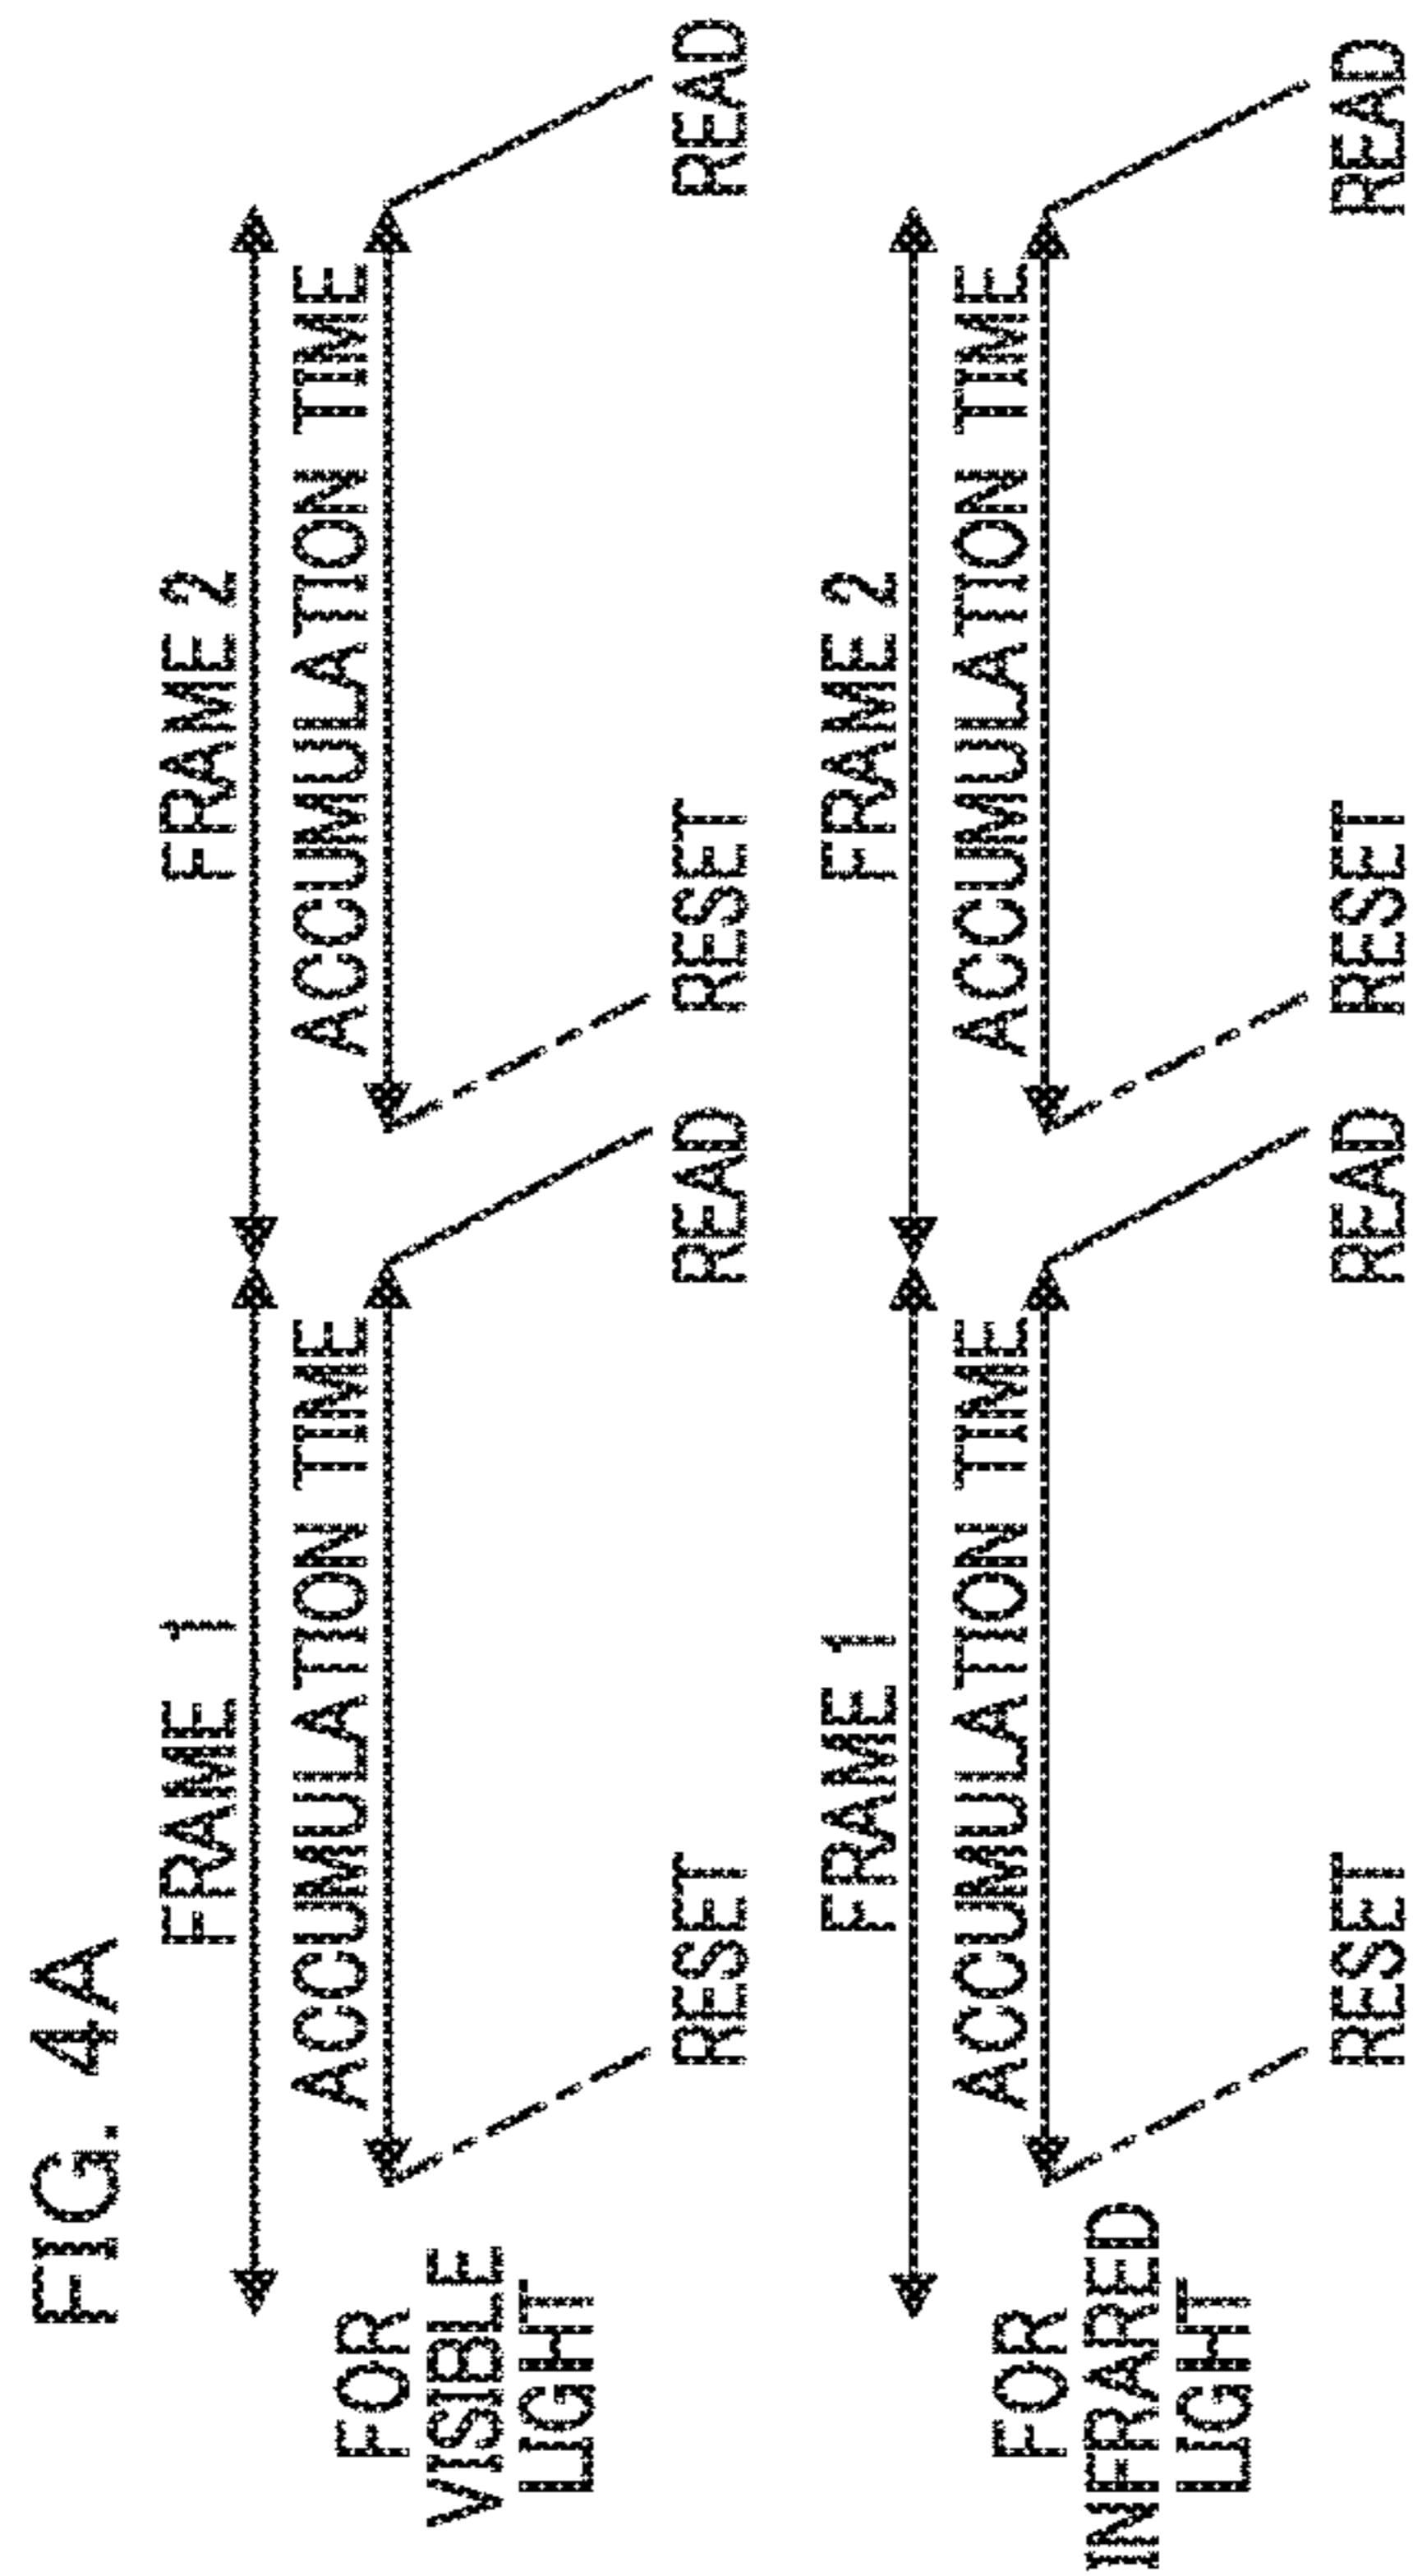 FIG. 4A
FRAME 1
FRAME 2
ACCUMULATION TIME
ACCUMULATION TIME
FOR
VISIBLE
LIGHT
RESET
READ
RESET
READ
FRAME 1
FRAME 2
ACCUMULATION TIME
ACCUMULATION TIME
FOR
INFRARED
LIGHT
RESET
READ
RESET
READ